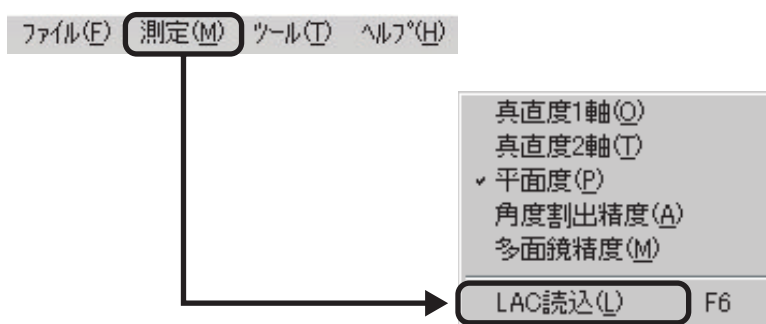 ファイル(F) 測定(M) ツール(T) ヘルプ(H)
真直度1軸(O)
真直度2軸(T)
平面度(P)
角度割出精度(A)
多面鏡精度(M)
LAC読込(L) F6